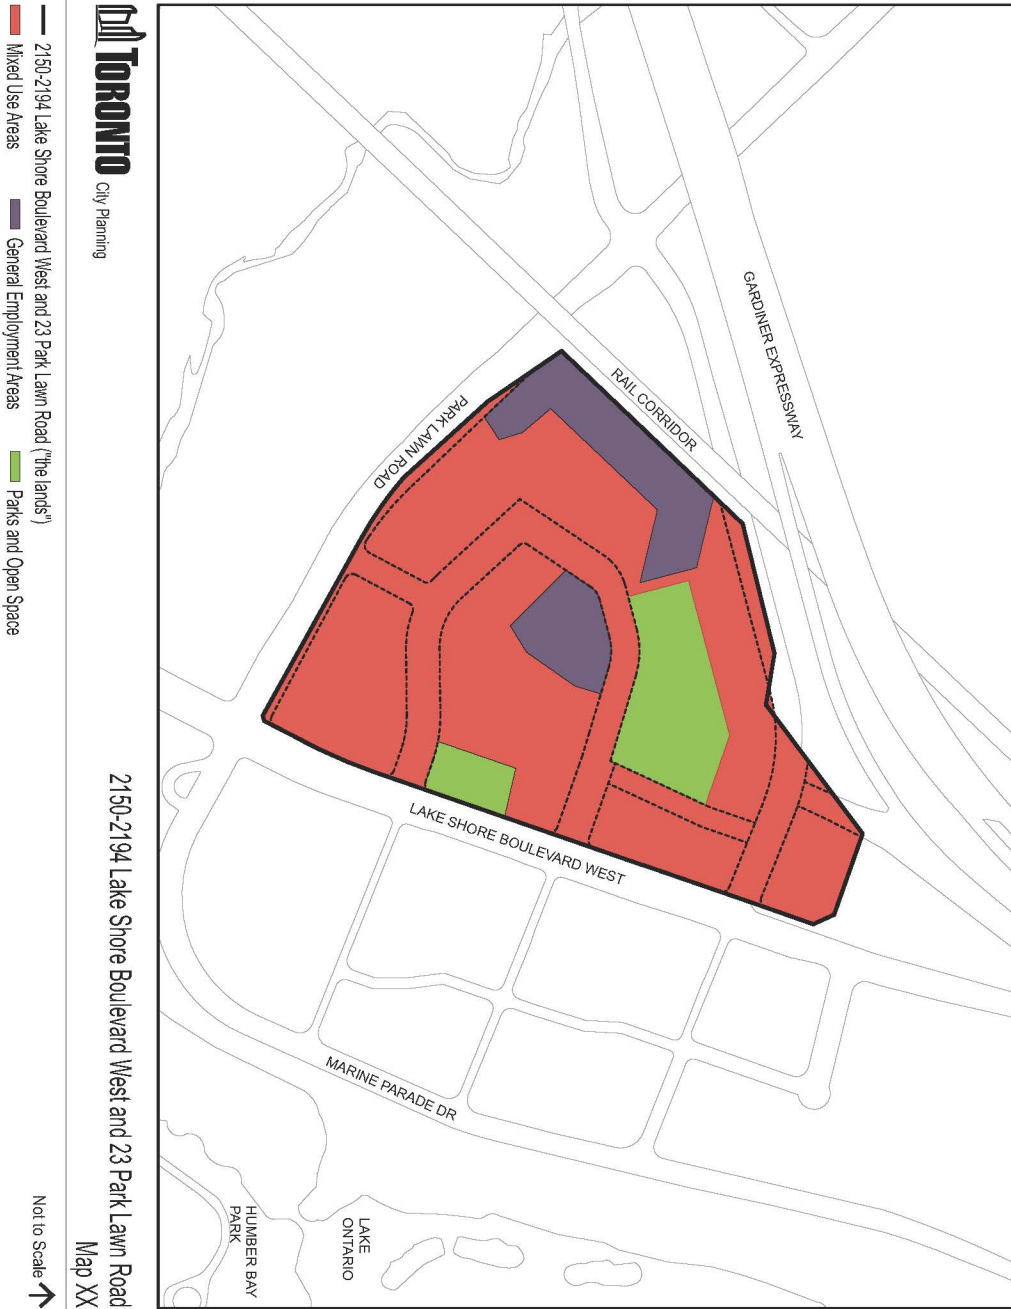 GARDINER EXPRESSWAY
RAIL CORRIDOR
PARK LAWN ROAD
LAKE SHORE BOULEVARD WEST
MARINE PARADE DR
LAKE
ONTARIO
HUMBER BAY
PARK
TORONTO City Planning
2150-2194 Lake Shore Boulevard West and 23 Park Lawn Road
Map XX
2150-2194 Lake Shore Boulevard West and 23 Park Lawn Road ("the lands")
Mixed Use Areas General Employment Areas Parks and Open Space
Not to Scale